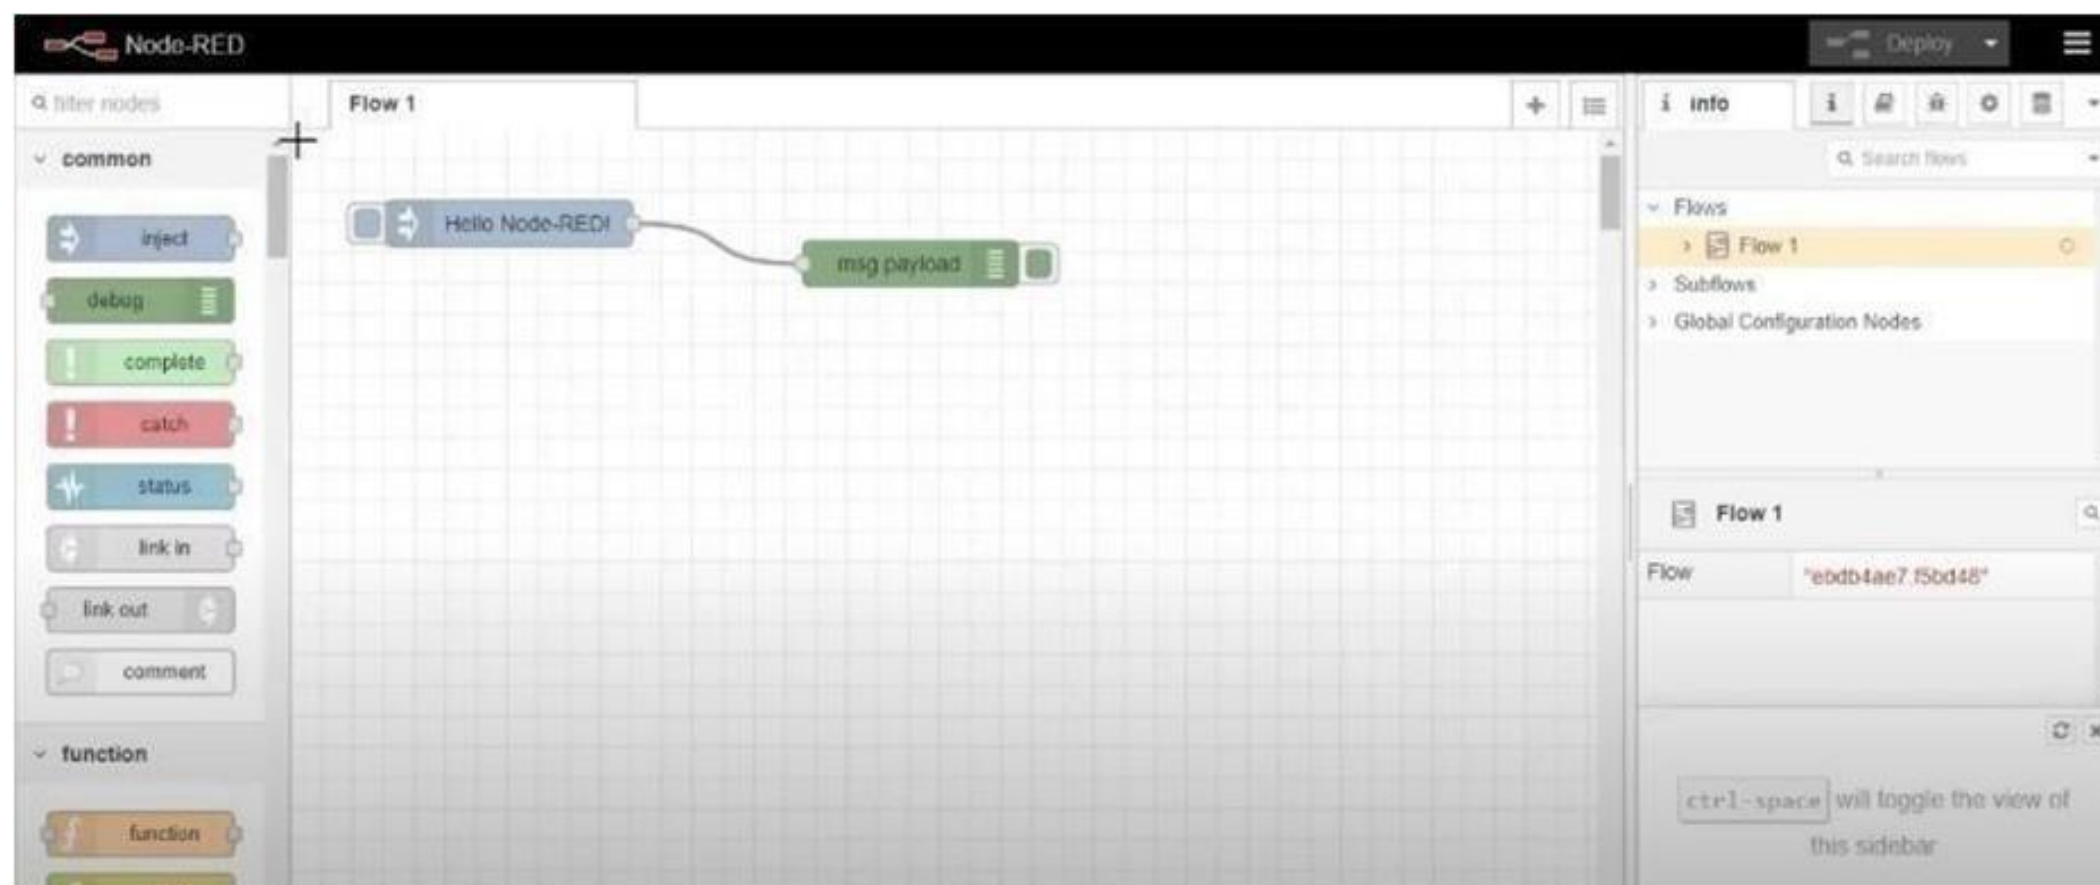 Node-RED
Deploy
filter nodes
Flow 1
info
common
Search flows
inject
Hello Node-RED!
msg payload
Flows
Flow 1
Subflows
Global Configuration Nodes
debug
complete
catch
status
link in
link out
comment
Flow 1
Flow "ebdb4ae7.f5bd48"
function
function
ctrl-space will toggle the view of
this sidebar